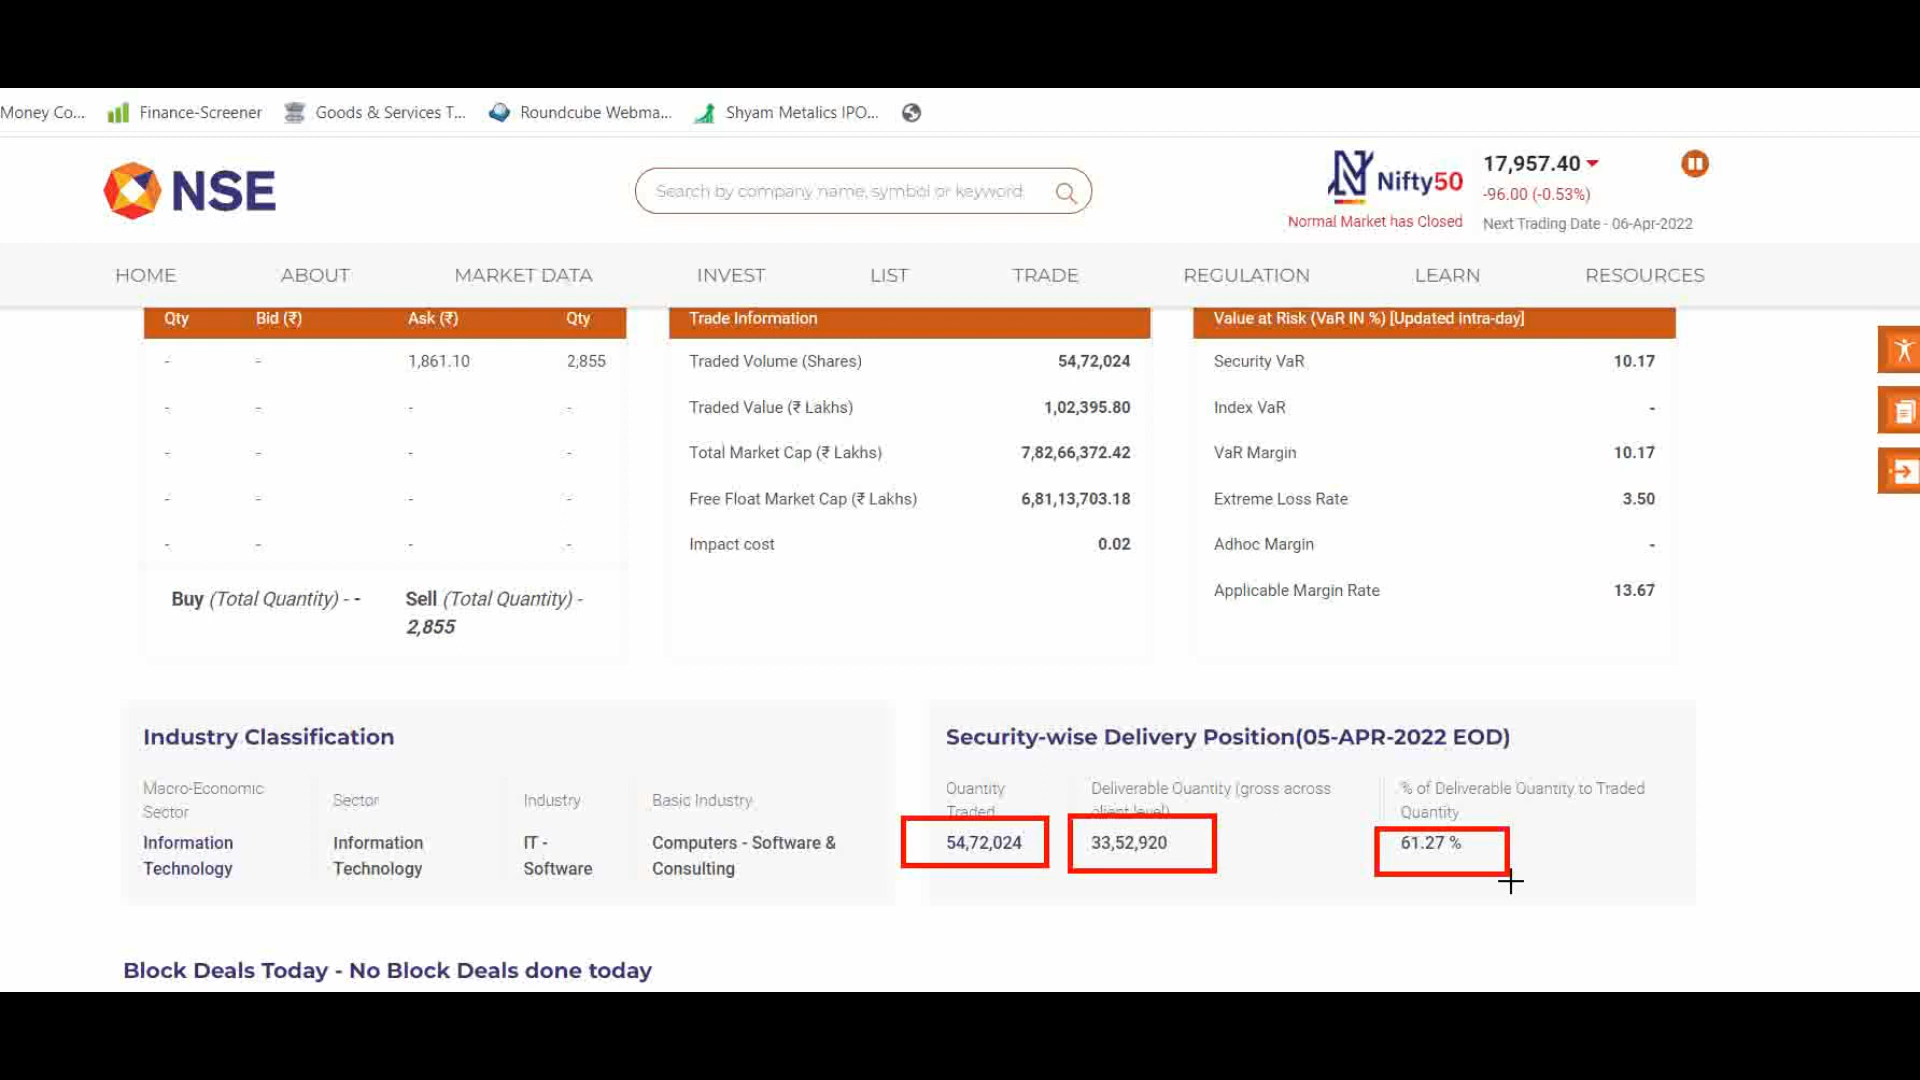 Money Co...
Finance-Screener
Goods & Services T...
Roundcube Webma...
Shyam Metalics IPO...
NSE
Search by company name, symbol or keyword
Nifty50
17,957.40
-96.00 (-0.53%)
Normal Market has Closed
Next Trading Date - 06-Apr-2022
HOME
ABOUT
MARKET DATA
INVEST
LIST
TRADE
REGULATION
LEARN
RESOURCES
Qty Bid (₹) Ask (₹) Qty
- - 1,861.10 2,855
- - - -
- - - -
- - - -
- - - -
Buy (Total Quantity) - -
Sell (Total Quantity) -
2,855
Trade Information
Traded Volume (Shares) 54,72,024
Traded Value (₹ Lakhs) 1,02,395.80
Total Market Cap (₹ Lakhs) 7,82,66,372.42
Free Float Market Cap (₹ Lakhs) 6,81,13,703.18
Impact cost 0.02
Value at Risk (VaR IN %) [Updated intra-day]
Security VaR 10.17
Index VaR -
VaR Margin 10.17
Extreme Loss Rate 3.50
Adhoc Margin -
Applicable Margin Rate 13.67
Industry Classification
Macro-Economic
Sector
Information
Technology
Sector
Information
Technology
Industry
IT -
Software
Basic Industry
Computers - Software &
Consulting
Security-wise Delivery Position(05-APR-2022 EOD)
Quantity
Traded
54,72,024
Deliverable Quantity (gross across
client level)
33,52,920
% of Deliverable Quantity to Traded
Quantity
61.27 %
Block Deals Today - No Block Deals done today